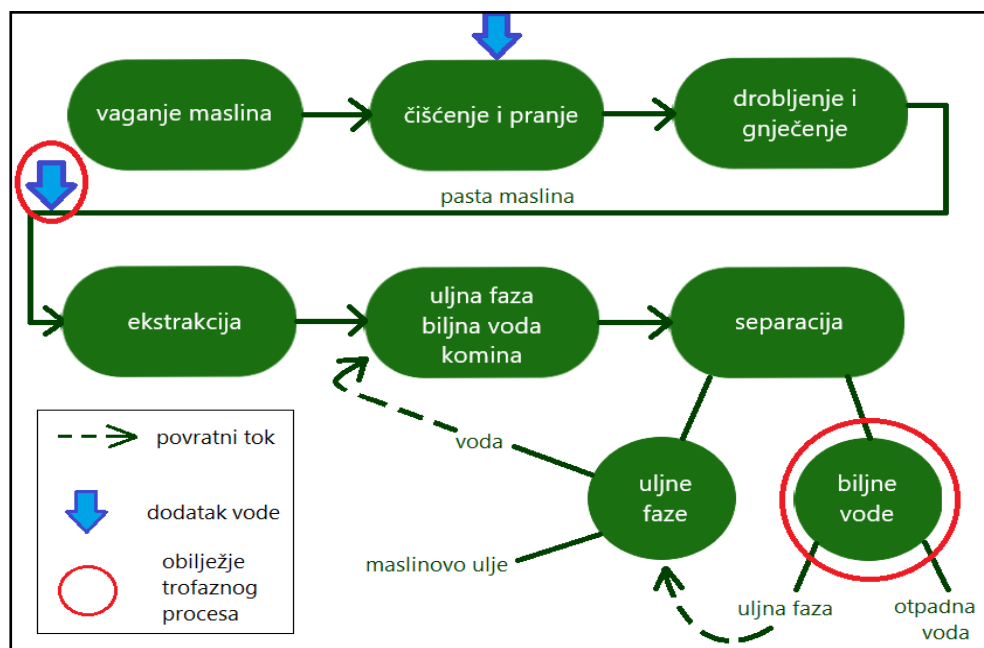 vaganje maslina
čišćenje i pranje
drobljenje i
gnječenje
pasta maslina
ekstrakcija
uljna faza
biljna voda
komina
separacija
povratni tok
dodatak vode
obilježje
trofaznog
procesa
voda
uljne
faze
maslinovo ulje
biljne
vode
uljna faza
otpadna
voda